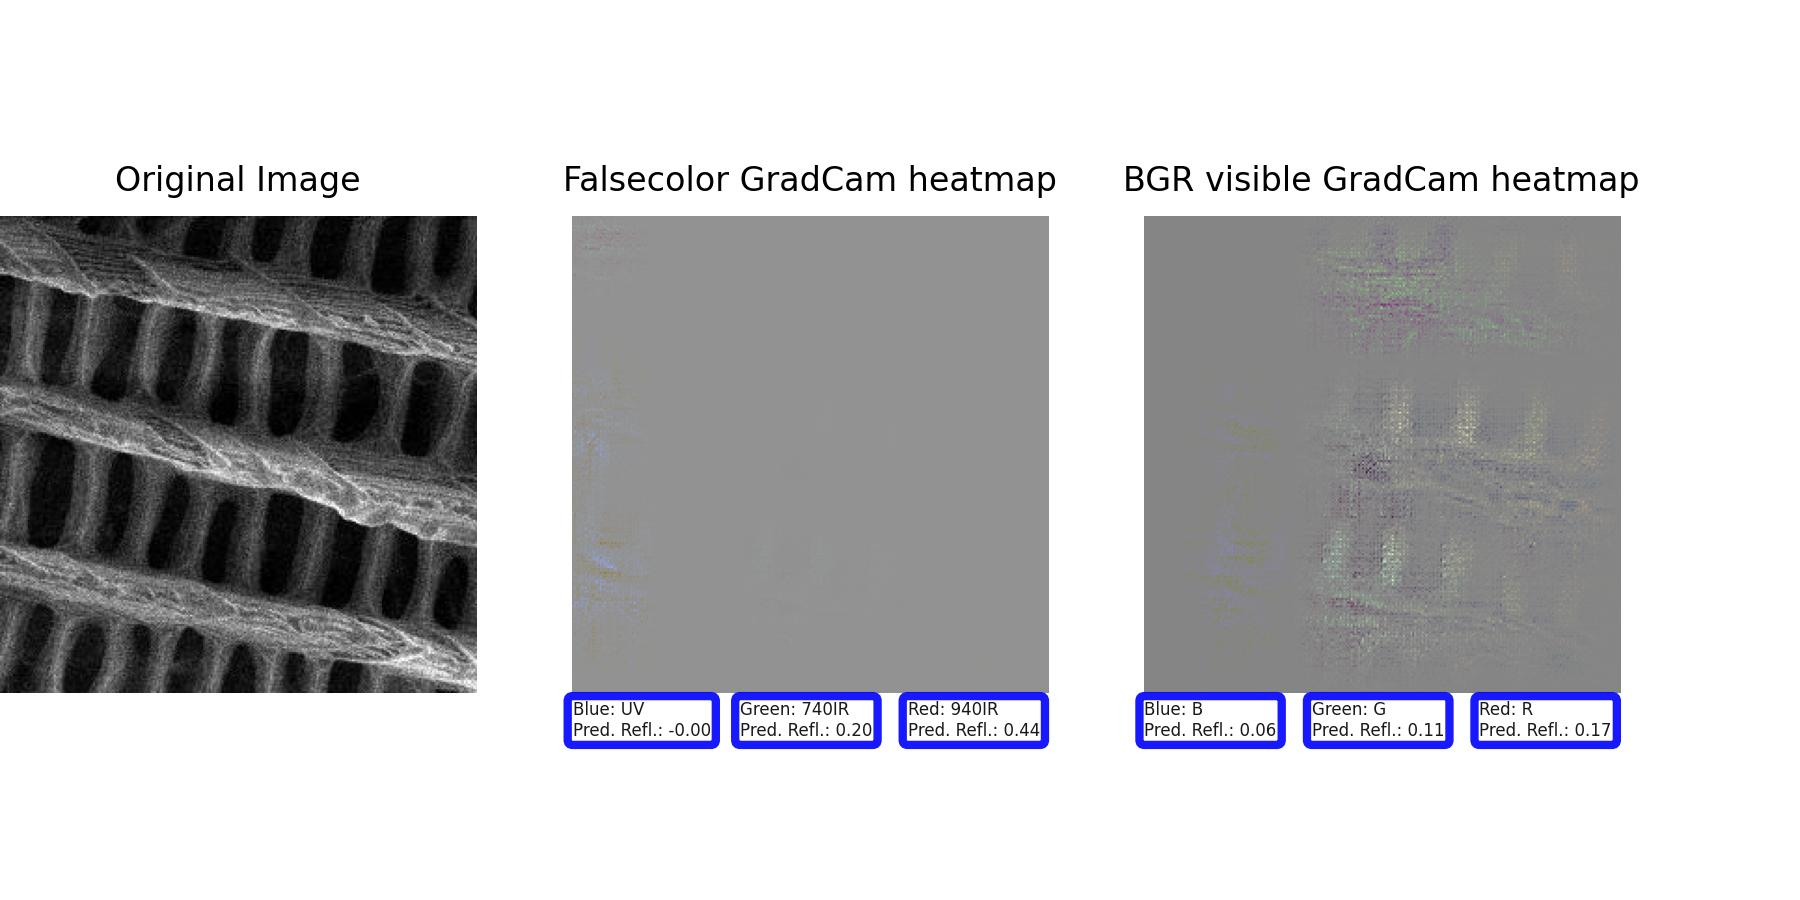 Original Image
Falsecolor GradCam heatmap
BGR visible GradCam heatmap
Blue: UV
Pred. Refl.: -0.00
Green: 740IR
Pred. Refl.: 0.20
Red: 940IR
Pred. Refl.: 0.44
Blue: B
Pred. Refl.: 0.06
Green: G
Pred. Refl.: 0.11
Red: R
Pred. Refl.: 0.17